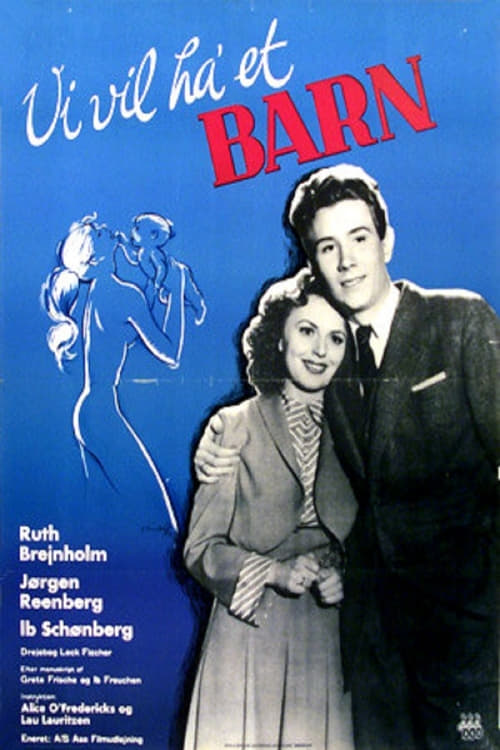 Vi vil ha' et
BARN
Ruth
Brejnholm
Jørgen
Reenberg
Ib Schønberg
Drejebog Leck Fischer
Efter manuskript af
Grete Frische og Ib Freuchen
Instruktion:
Alice O'Fredericks og
Lau Lauritzen
Eneret: A/S Asa Filmudlejning